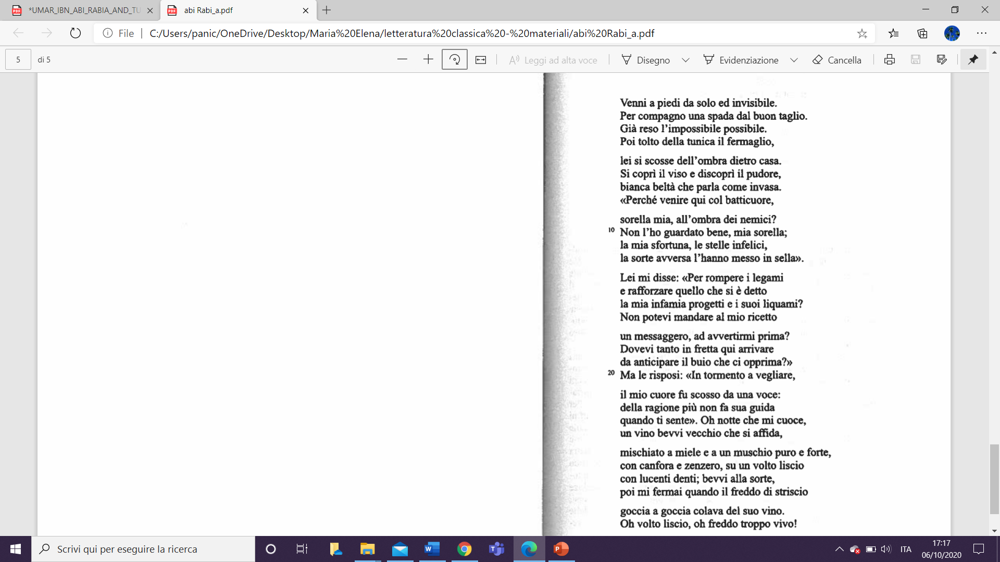 *UMAR_IBN_ABI_RABIA_AND_TU
abi Rabi_a.pdf
File
C:/Users/panic/OneDrive/Desktop/Maria%20Elena/letteratura%20classica%20-%20materiali/abi%20Rabi_a.pdf
5 di 5
Leggi ad alta voce
Disegno
Evidenziazione
Cancella
Venni a piedi da solo ed invisibile.
Per compagno una spada dal buon taglio.
Già reso l'impossibile possibile.
Poi tolto della tunica il fermaglio,
lei si scosse dell'ombra dietro casa.
Si coprì il viso e discoprì il pudore,
bianca beltà che parla come invasa.
«Perché venire qui col batticuore,
sorella mia, all'ombra dei nemici?
10 Non l'ho guardato bene, mia sorella;
la mia sfortuna, le stelle infelici,
la sorte avversa l'hanno messo in sella».
Lei mi disse: «Per rompere i legami
e rafforzare quello che si è detto
la mia infamia progetti e i suoi liquami?
Non potevi mandare al mio ricetto
un messaggero, ad avvertirmi prima?
Dovevi tanto in fretta qui arrivare
da anticipare il buio che ci opprima?»
20 Ma le risposi: «In tormento a vegliare,
il mio cuore fu scosso da una voce:
della ragione più non fa sua guida
quando ti sente». Oh notte che mi cuoce,
un vino bevvi vecchio che si affida,
mischiato a miele e a un muschio puro e forte,
con canfora e zenzero, su un volto liscio
con lucenti denti; bevvi alla sorte,
poi mi fermai quando il freddo di striscio
goccia a goccia colava del suo vino.
Oh volto liscio, oh freddo troppo vivo!
Scrivi qui per eseguire la ricerca
ITA
17:17
06/10/2020